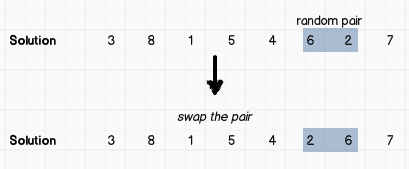 random pair
Solution 3 8 1 5 4 6 2 7
swap the pair
Solution 3 8 1 5 4 2 6 7